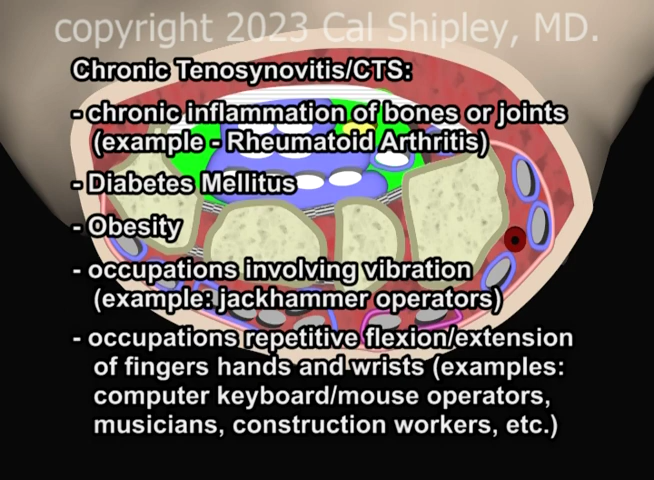 copyright 2023 Cal Shipley, MD.
Chronic Tenosynovitis/CTS:
- chronic inflammation of bones or joints
(example - Rheumatoid Arthritis)
- Diabetes Mellitus
- Obesity
- occupations involving vibration
(example: jackhammer operators)
- occupations repetitive flexion/extension
of fingers hands and wrists (examples:
computer keyboard/mouse operators,
musicians, construction workers, etc.)